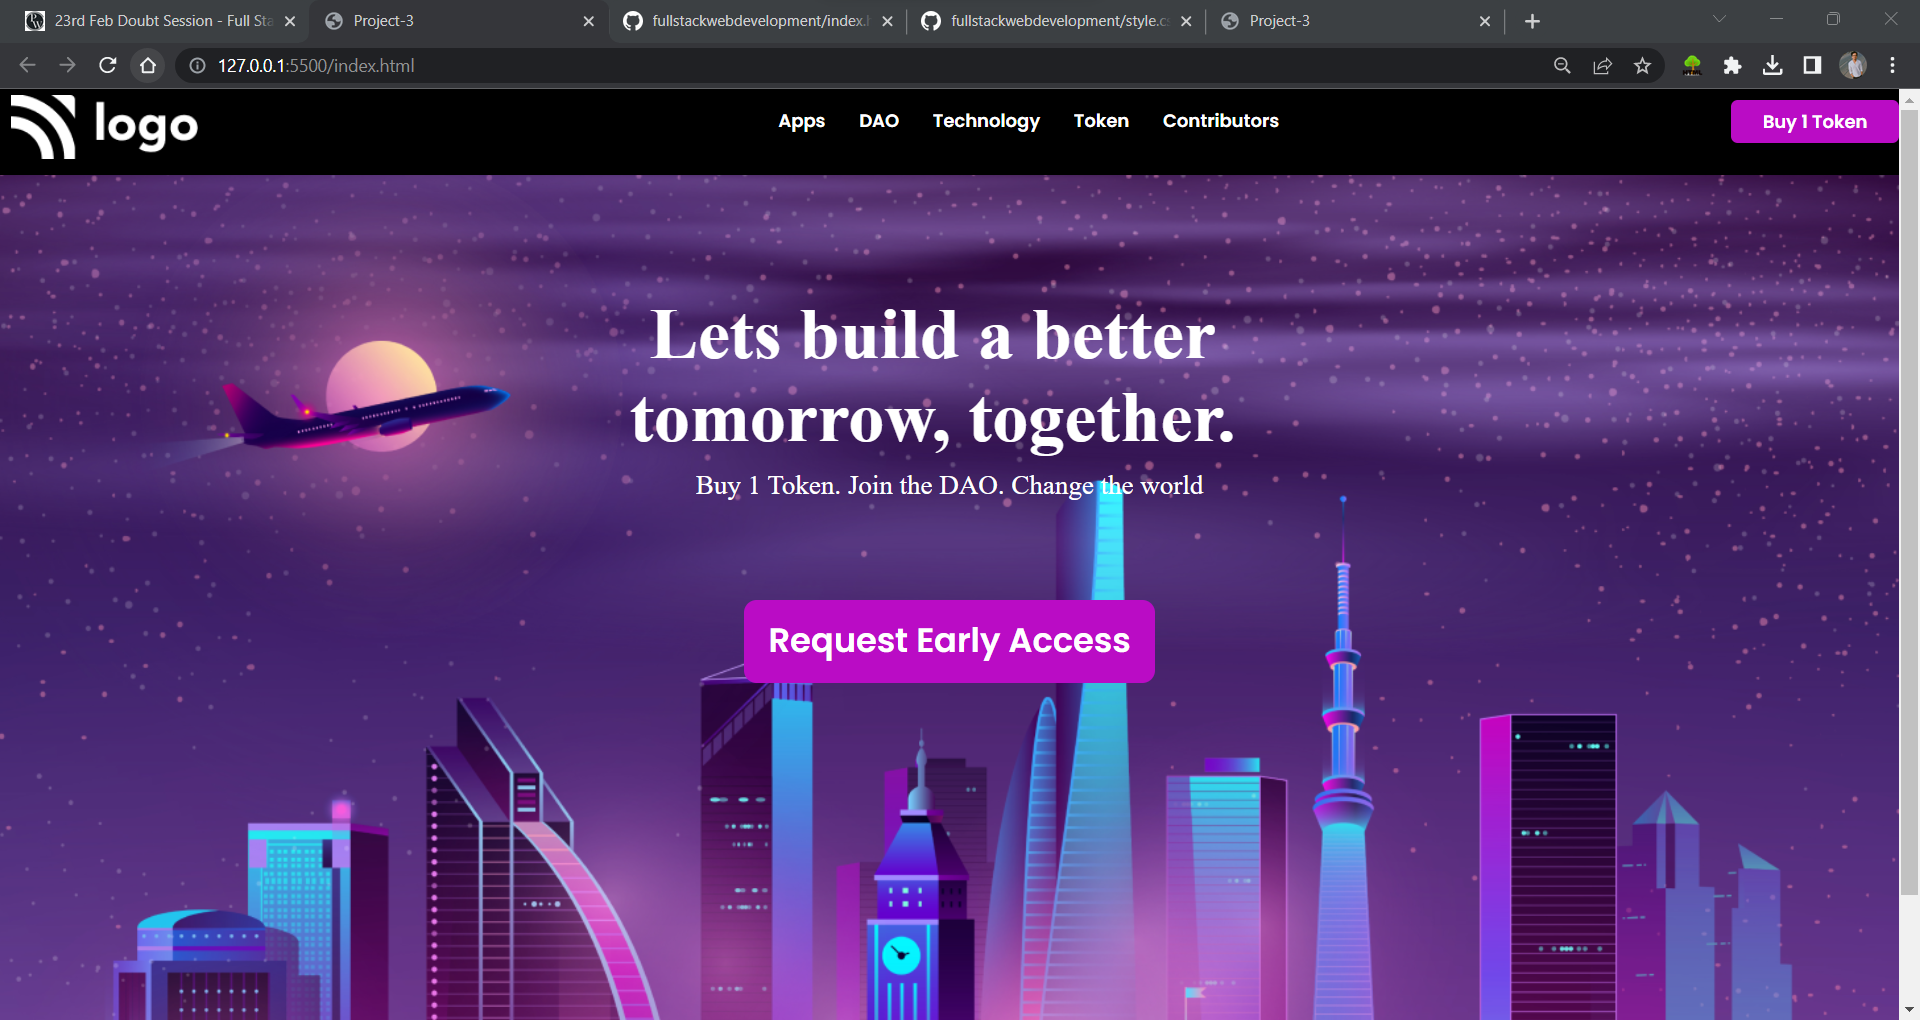 23rd Feb Doubt Session - Full Sta
Project-3
fullstackwebdevelopment/index.h
fullstackwebdevelopment/style.cs
Project-3
127.0.0.1:5500/index.html
logo
Apps DAO Technology Token Contributors
Buy 1 Token
Lets build a better
tomorrow, together.
Buy 1 Token. Join the DAO. Change the world
Request Early Access